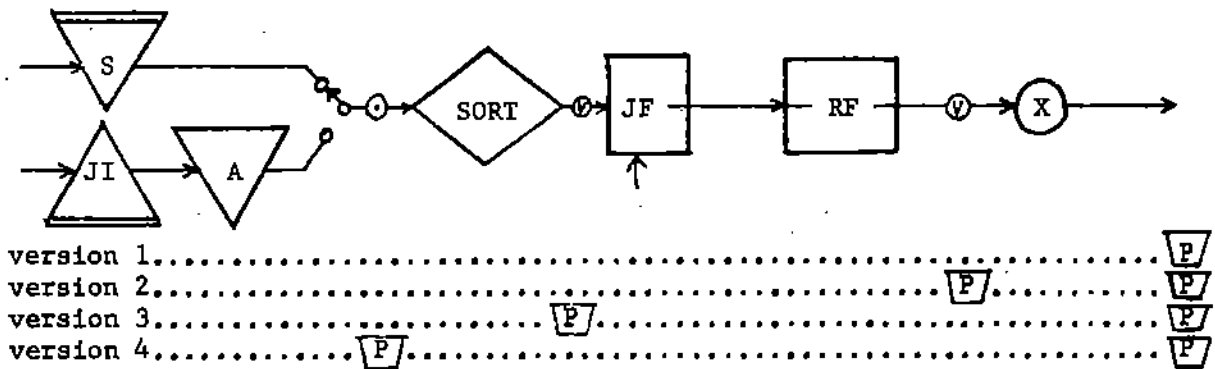 S
SORT JF RF y X
JI A
version 1 P
version 2 P P
version 3 P P
version 4 P P